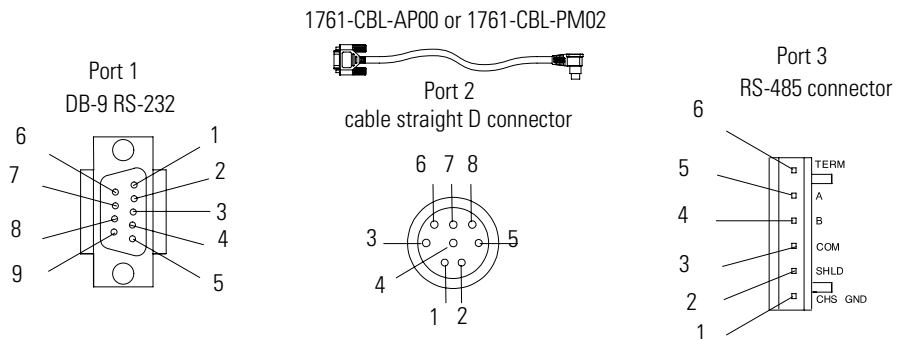 1761-CBL-AP00 or 1761-CBL-PM02
Port 1
DB-9 RS-232
6
7
8
9
1
2
3
4
5
Port 2
cable straight D connector
6 7 8
3
5
4
1 2
Port 3
RS-485 connector
6
5
4
3
2
1
TERM
A
B
COM
SHLD
CHS GND